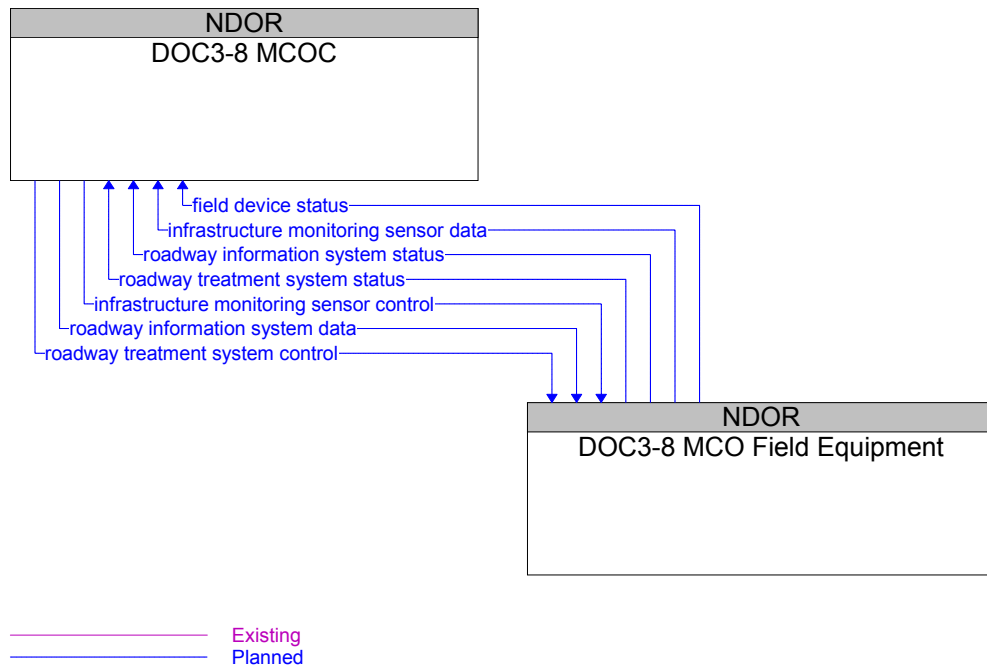 NDOR
DOC3-8 MCOC
field device status
infrastructure monitoring sensor data
roadway information system status
roadway treatment system status
infrastructure monitoring sensor control
roadway information system data
roadway treatment system control
NDOR
DOC3-8 MCO Field Equipment
Existing
Planned